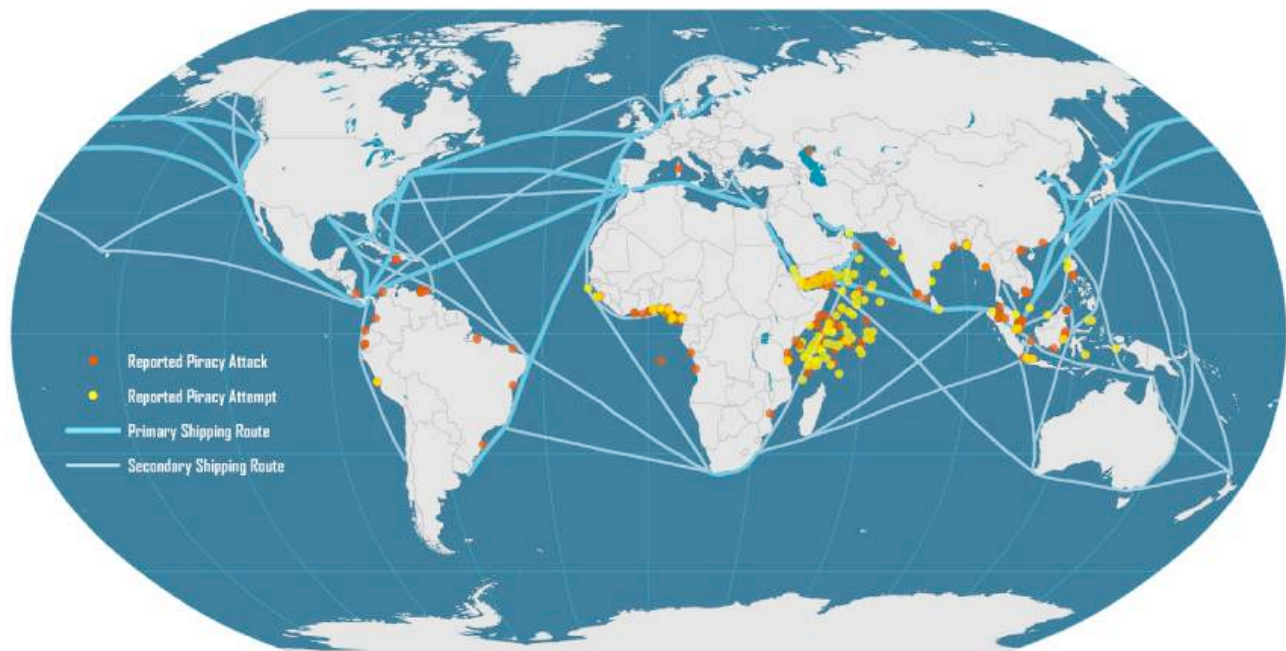 Reported Piracy Attack
Reported Piracy Attempt
Primary Shipping Route
Secondary Shipping Route